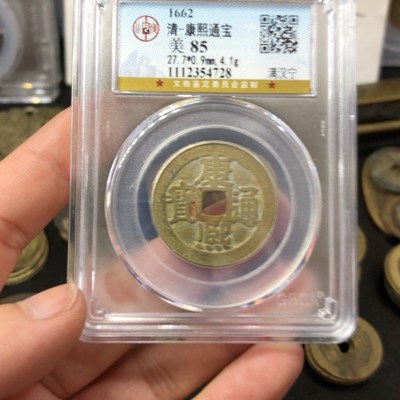 1662
清-康熙通宝
美 85
27.7*0.9mm,4.1g
1112354728
满汉宁
文物鉴定委员会监制
康熙通寶